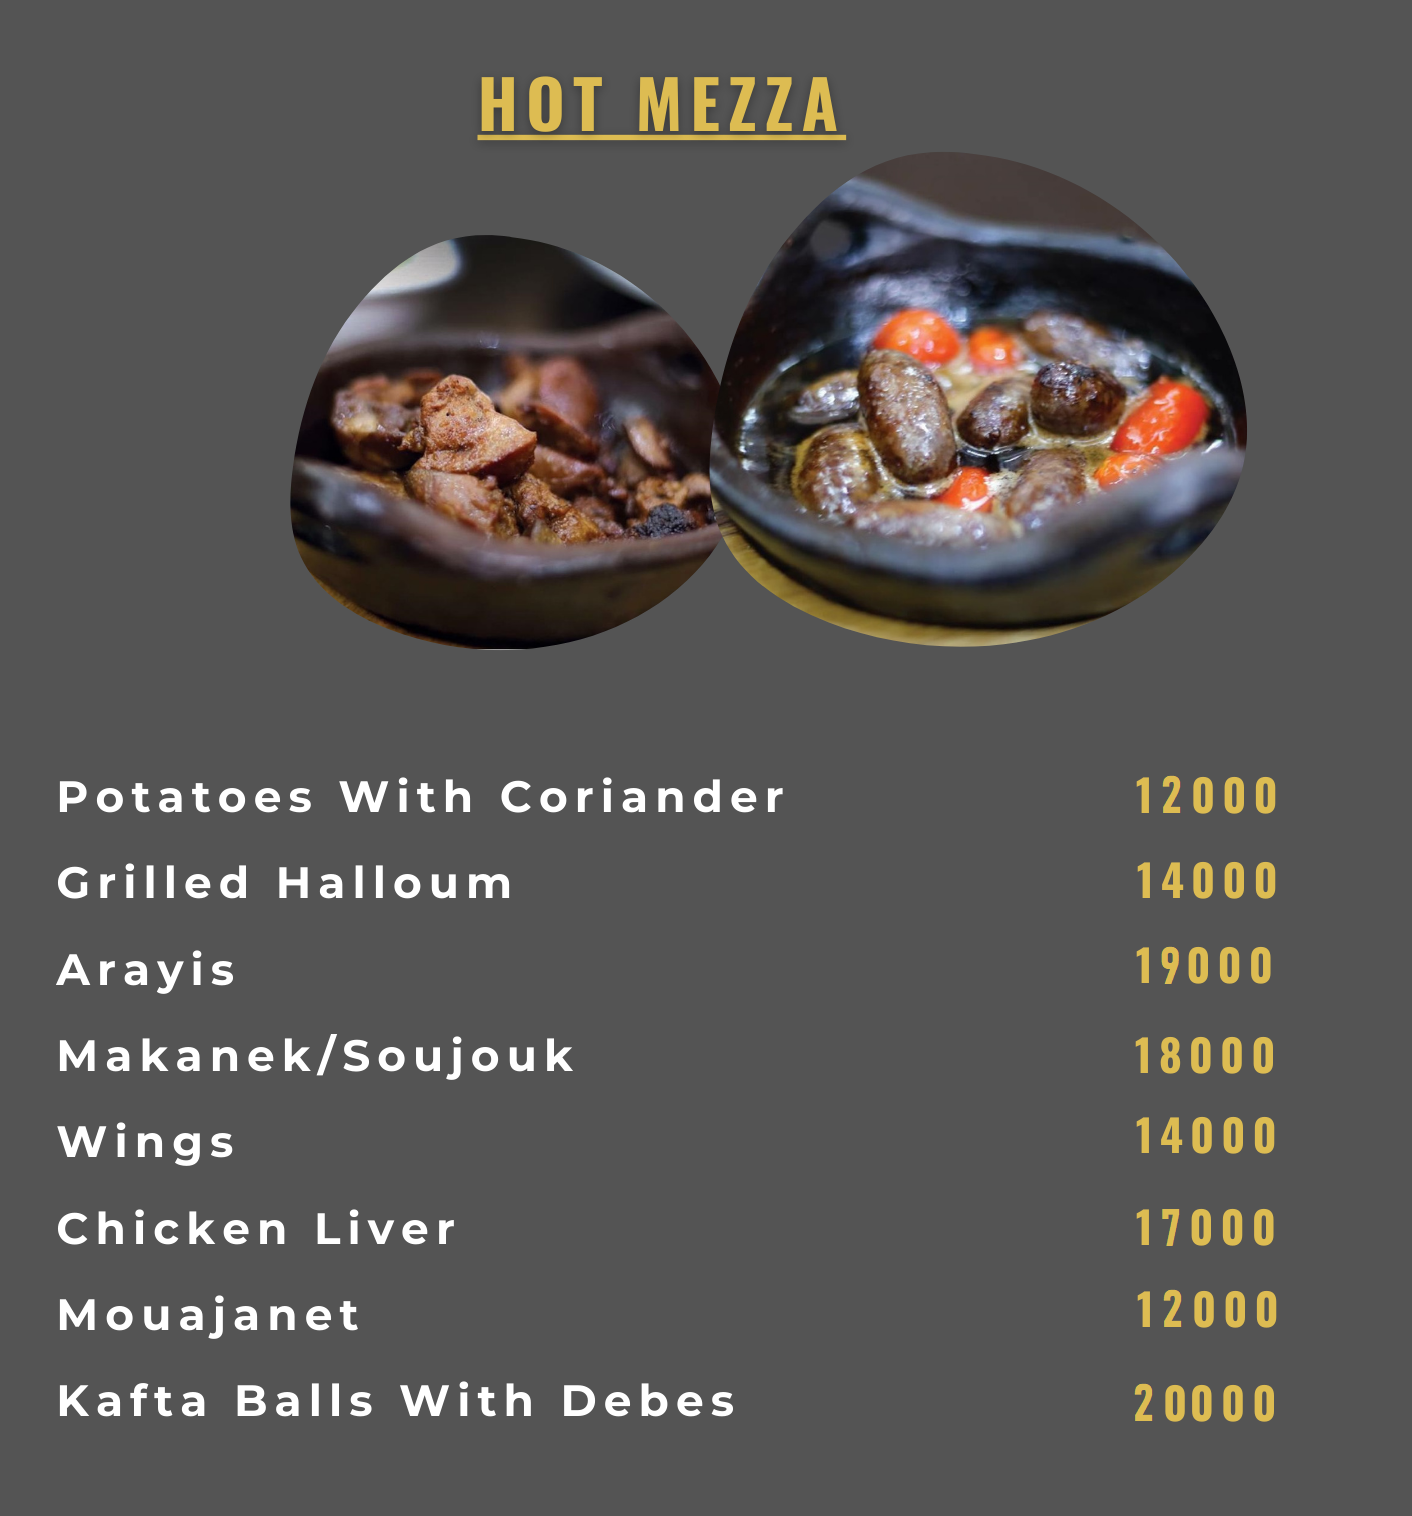 HOT MEZZA
Potatoes With Coriander 12000
Grilled Halloum 14000
Arayis 19000
Makanek/Soujouk 18000
Wings 14000
Chicken Liver 17000
Mouajanet 12000
Kafta Balls With Debes 20000